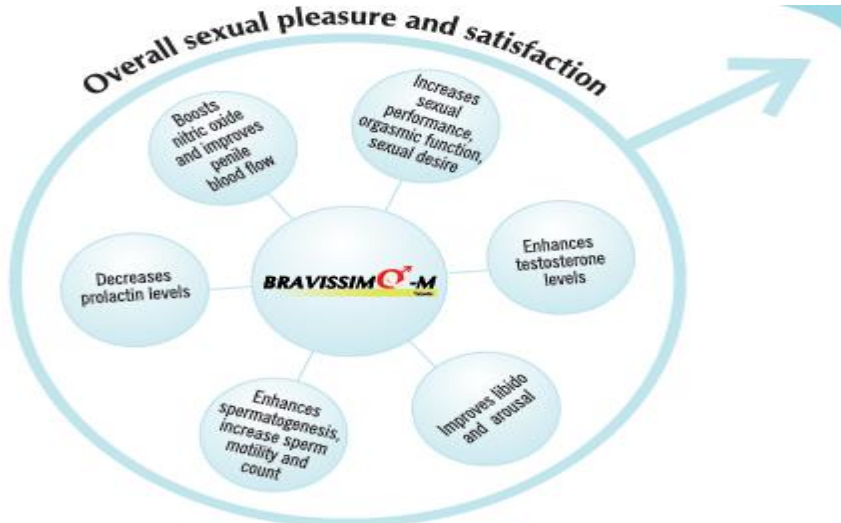 Overall sexual pleasure and satisfaction
Boosts
nitric oxide
and improves
penile
blood flow
Increases
sexual
performance,
orgasmic function,
sexual desire
Decreases
prolactin levels
BRAVISSIMO-M
Enhances
testosterone
levels
Enhances
spermatogenesis,
increase sperm
motility and
count
Improves libido
and arousal